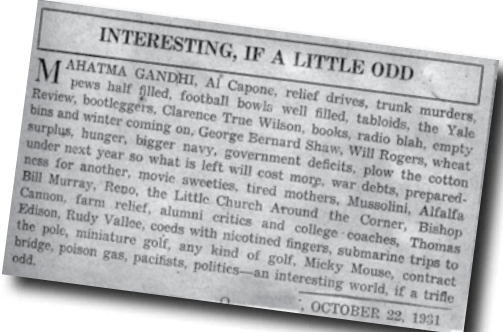 INTERESTING, IF A LITTLE ODD
MAHATMA GANDHI, Al Capone, relief drives, trunk murders,
pews half filled, football bowls well filled, tabloids, the Yale
Review, bootleggers, Clarence True Wilson, books, radio blah, empty
bins and winter coming on, George Bernard Shaw, Will Rogers, wheat
surplus, hunger, bigger navy, government deficits, plow the cotton
under next year so what is left will cost more, war debts, prepared-
ness for another, movie sweeties, tired mothers, Mussolini, Alfalfa
Bill Murray, Reno, the Little Church Around the Corner, Bishop
Cannon, farm relief, alumni critics and college coaches, Thomas
Edison, Rudy Vallee, coeds with nicotined fingers, submarine trips to
the pole, miniature golf, any kind of golf, Micky Mouse, contract
bridge, poison gas, pacifists, politics—an interesting world, if a trifle
odd.
, OCTOBER 22, 1931